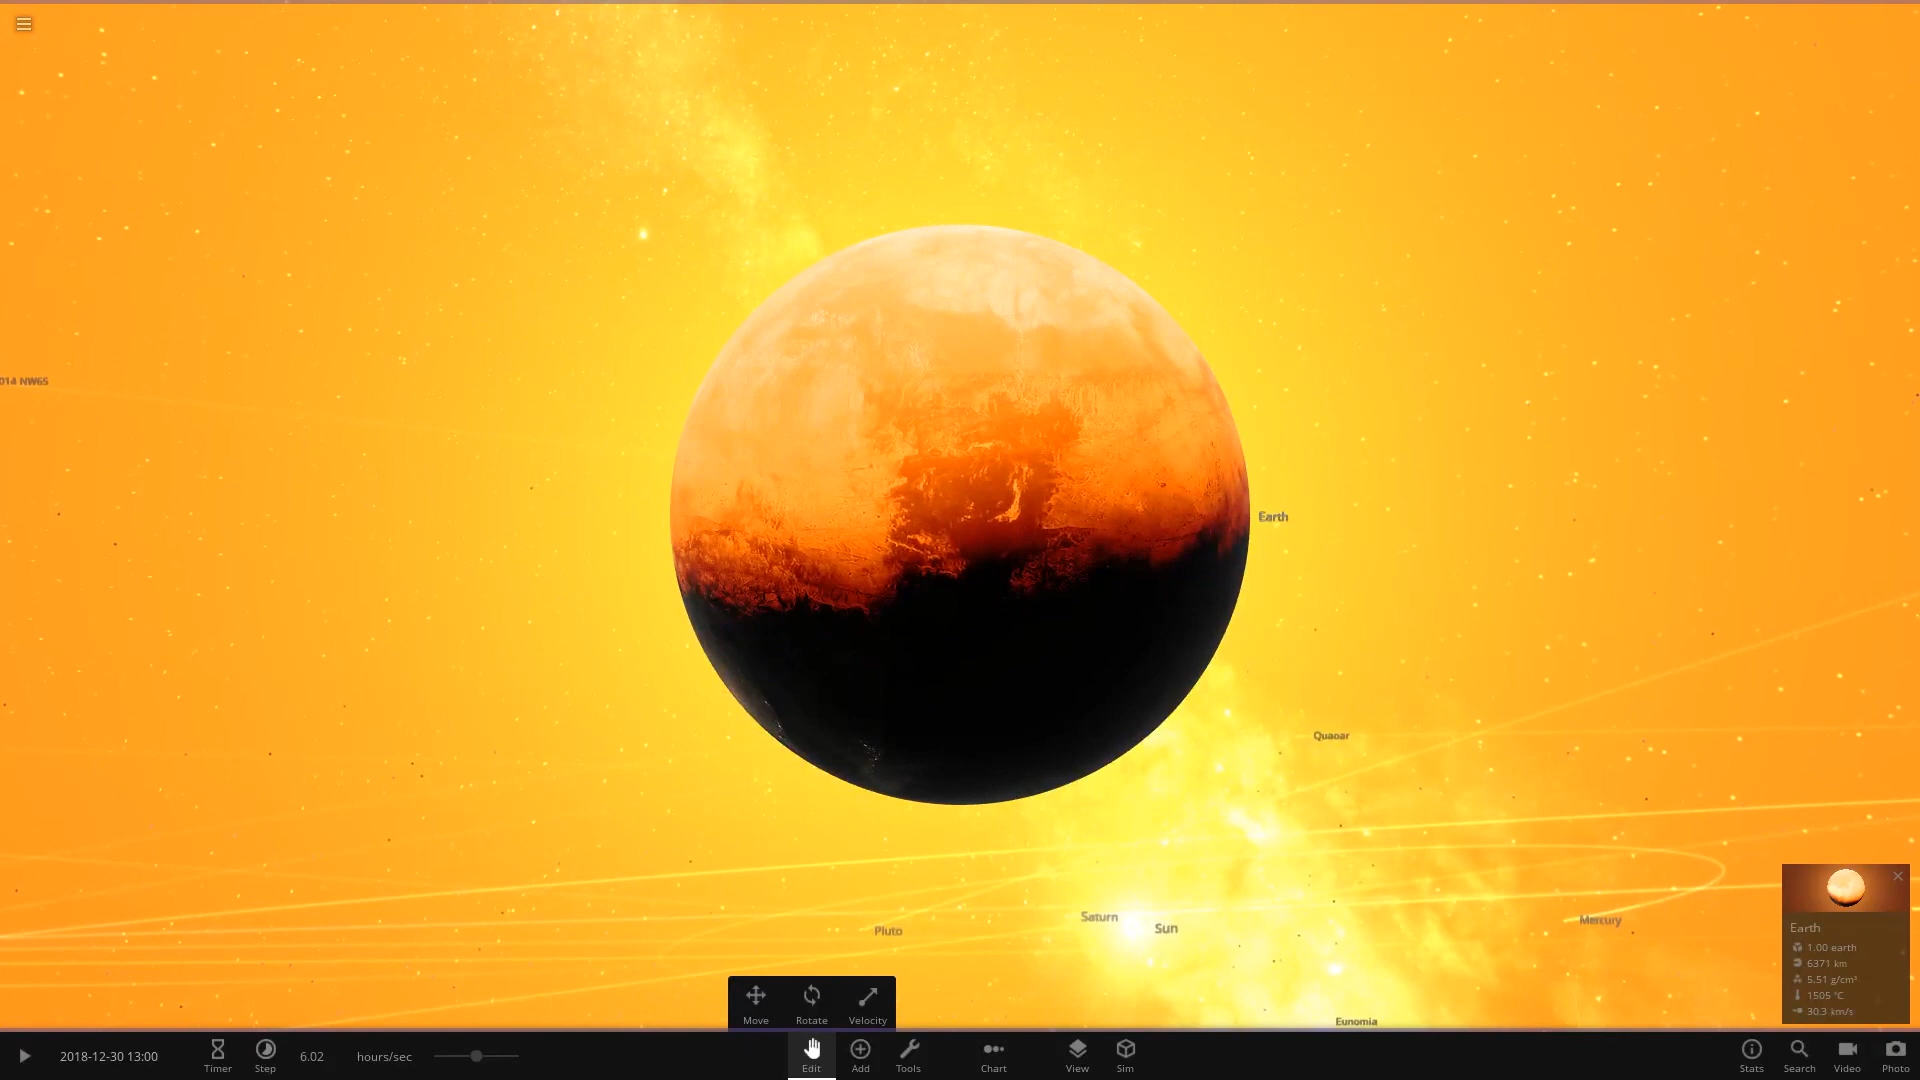 014 NW65
Earth
Quaoar
Saturn
Sun
Pluto
Mercury
Eunomia
Earth
1.00 earth
6371 km
5.51 g/cm³
1505 °C
30.3 km/s
Move Rotate Velocity
2018-12-30 13:00 Timer Step 6.02 hours/sec Edit Add Tools Chart View Sim Stats Search Video Photo